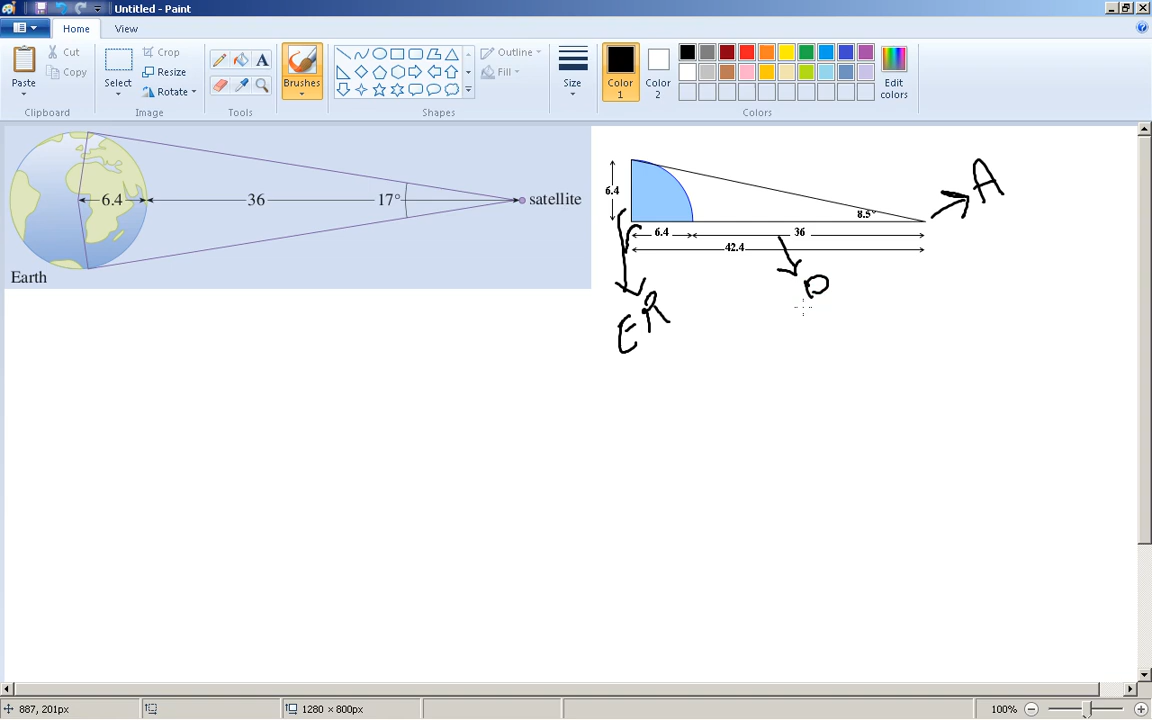 Untitled - Paint
Home View
Paste
Cut
Copy
Clipboard
Select
Crop
Resize
Rotate
Image
A
Tools
Brushes
Outline
Fill
Shapes
Size
Color 1
Color 2
Edit colors
Colors
6.4 36 17° satellite
Earth
6.4
8.5°
6.4 36
42.4
A
D
ER
887, 201px
1280 × 800px
100%